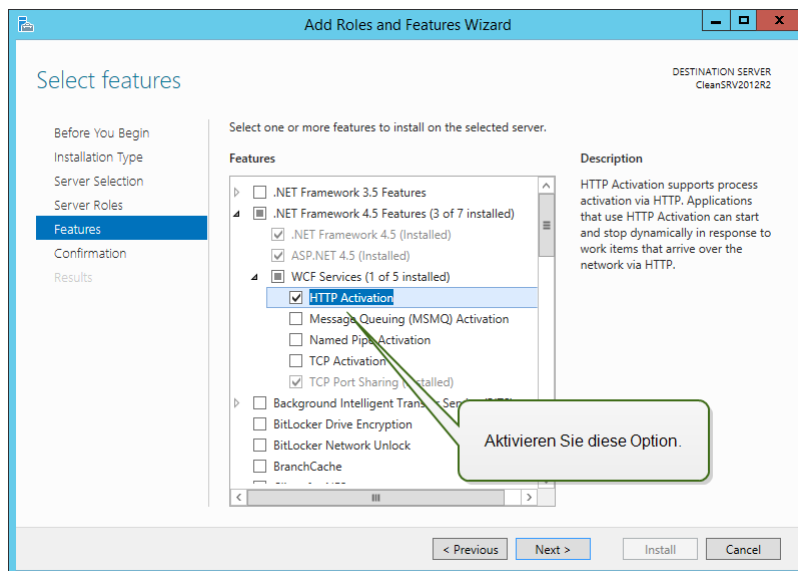 Add Roles and Features Wizard
Select features
DESTINATION SERVER
CleanSRV2012R2
Before You Begin
Installation Type
Server Selection
Server Roles
Features
Confirmation
Results
Select one or more features to install on the selected server.
Features
.NET Framework 3.5 Features
.NET Framework 4.5 Features (3 of 7 installed)
.NET Framework 4.5 (Installed)
ASP.NET 4.5 (Installed)
WCF Services (1 of 5 installed)
HTTP Activation
Message Queuing (MSMQ) Activation
Named Pipe Activation
TCP Activation
TCP Port Sharing (Installed)
Background Intelligent Transfer
BitLocker Drive Encryption
BitLocker Network Unlock
BranchCache
Description
HTTP Activation supports process
activation via HTTP. Applications
that use HTTP Activation can start
and stop dynamically in response to
work items that arrive over the
network via HTTP.
Aktivieren Sie diese Option.
< Previous
Next >
Install
Cancel